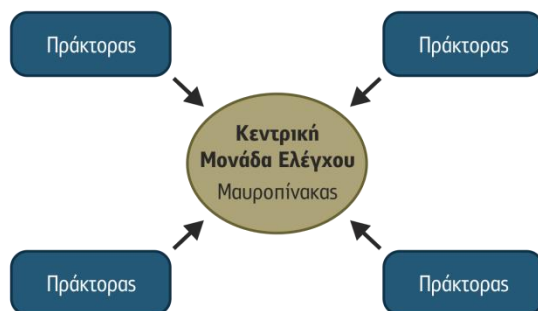 Πράκτορας
Πράκτορας
Κεντρική
Μονάδα Ελέγχου
Μαυροπίνακας
Πράκτορας
Πράκτορας